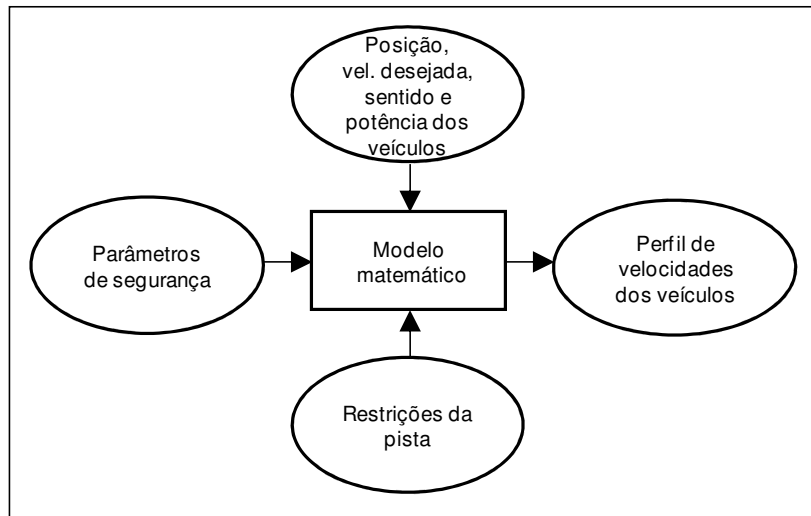 Posição,
vel. desejada,
sentido e
potência dos
veículos
Parâmetros
de segurança
Modelo
matemático
Perfil de
velocidades
dos veículos
Restrições da
pista